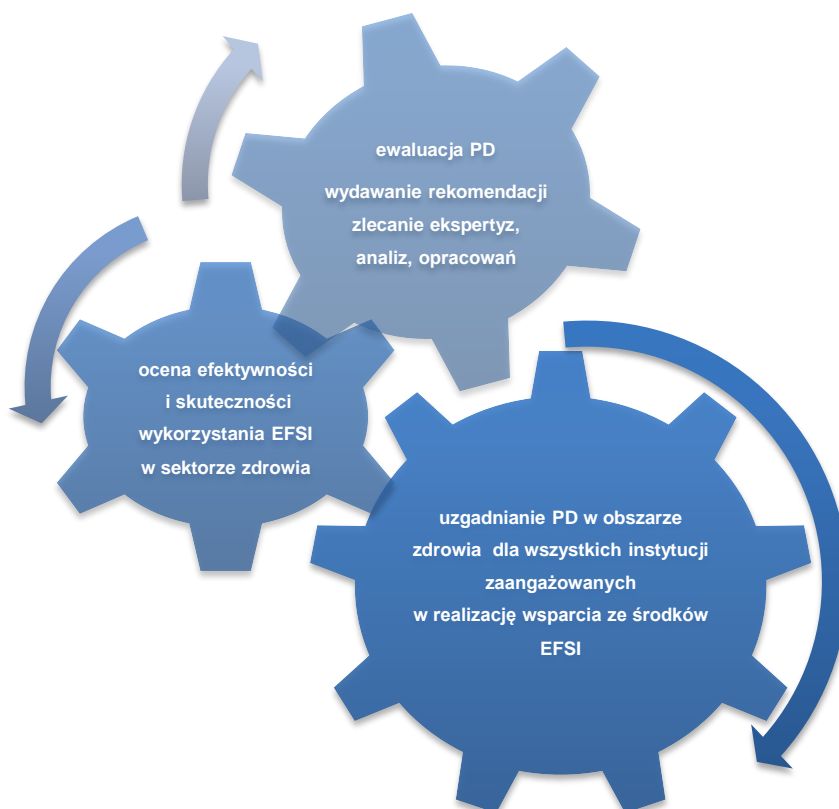 ewaluacja PD
wydawanie rekomendacji
zlecanie ekspertyz,
analiz, opracowań
ocena efektywności
i skuteczności
wykorzystania EFSI
w sektorze zdrowia
uzgadnianie PD w obszarze
zdrowia dla wszystkich instytucji
zaangażowanych
w realizację wsparcia ze środków
EFSI